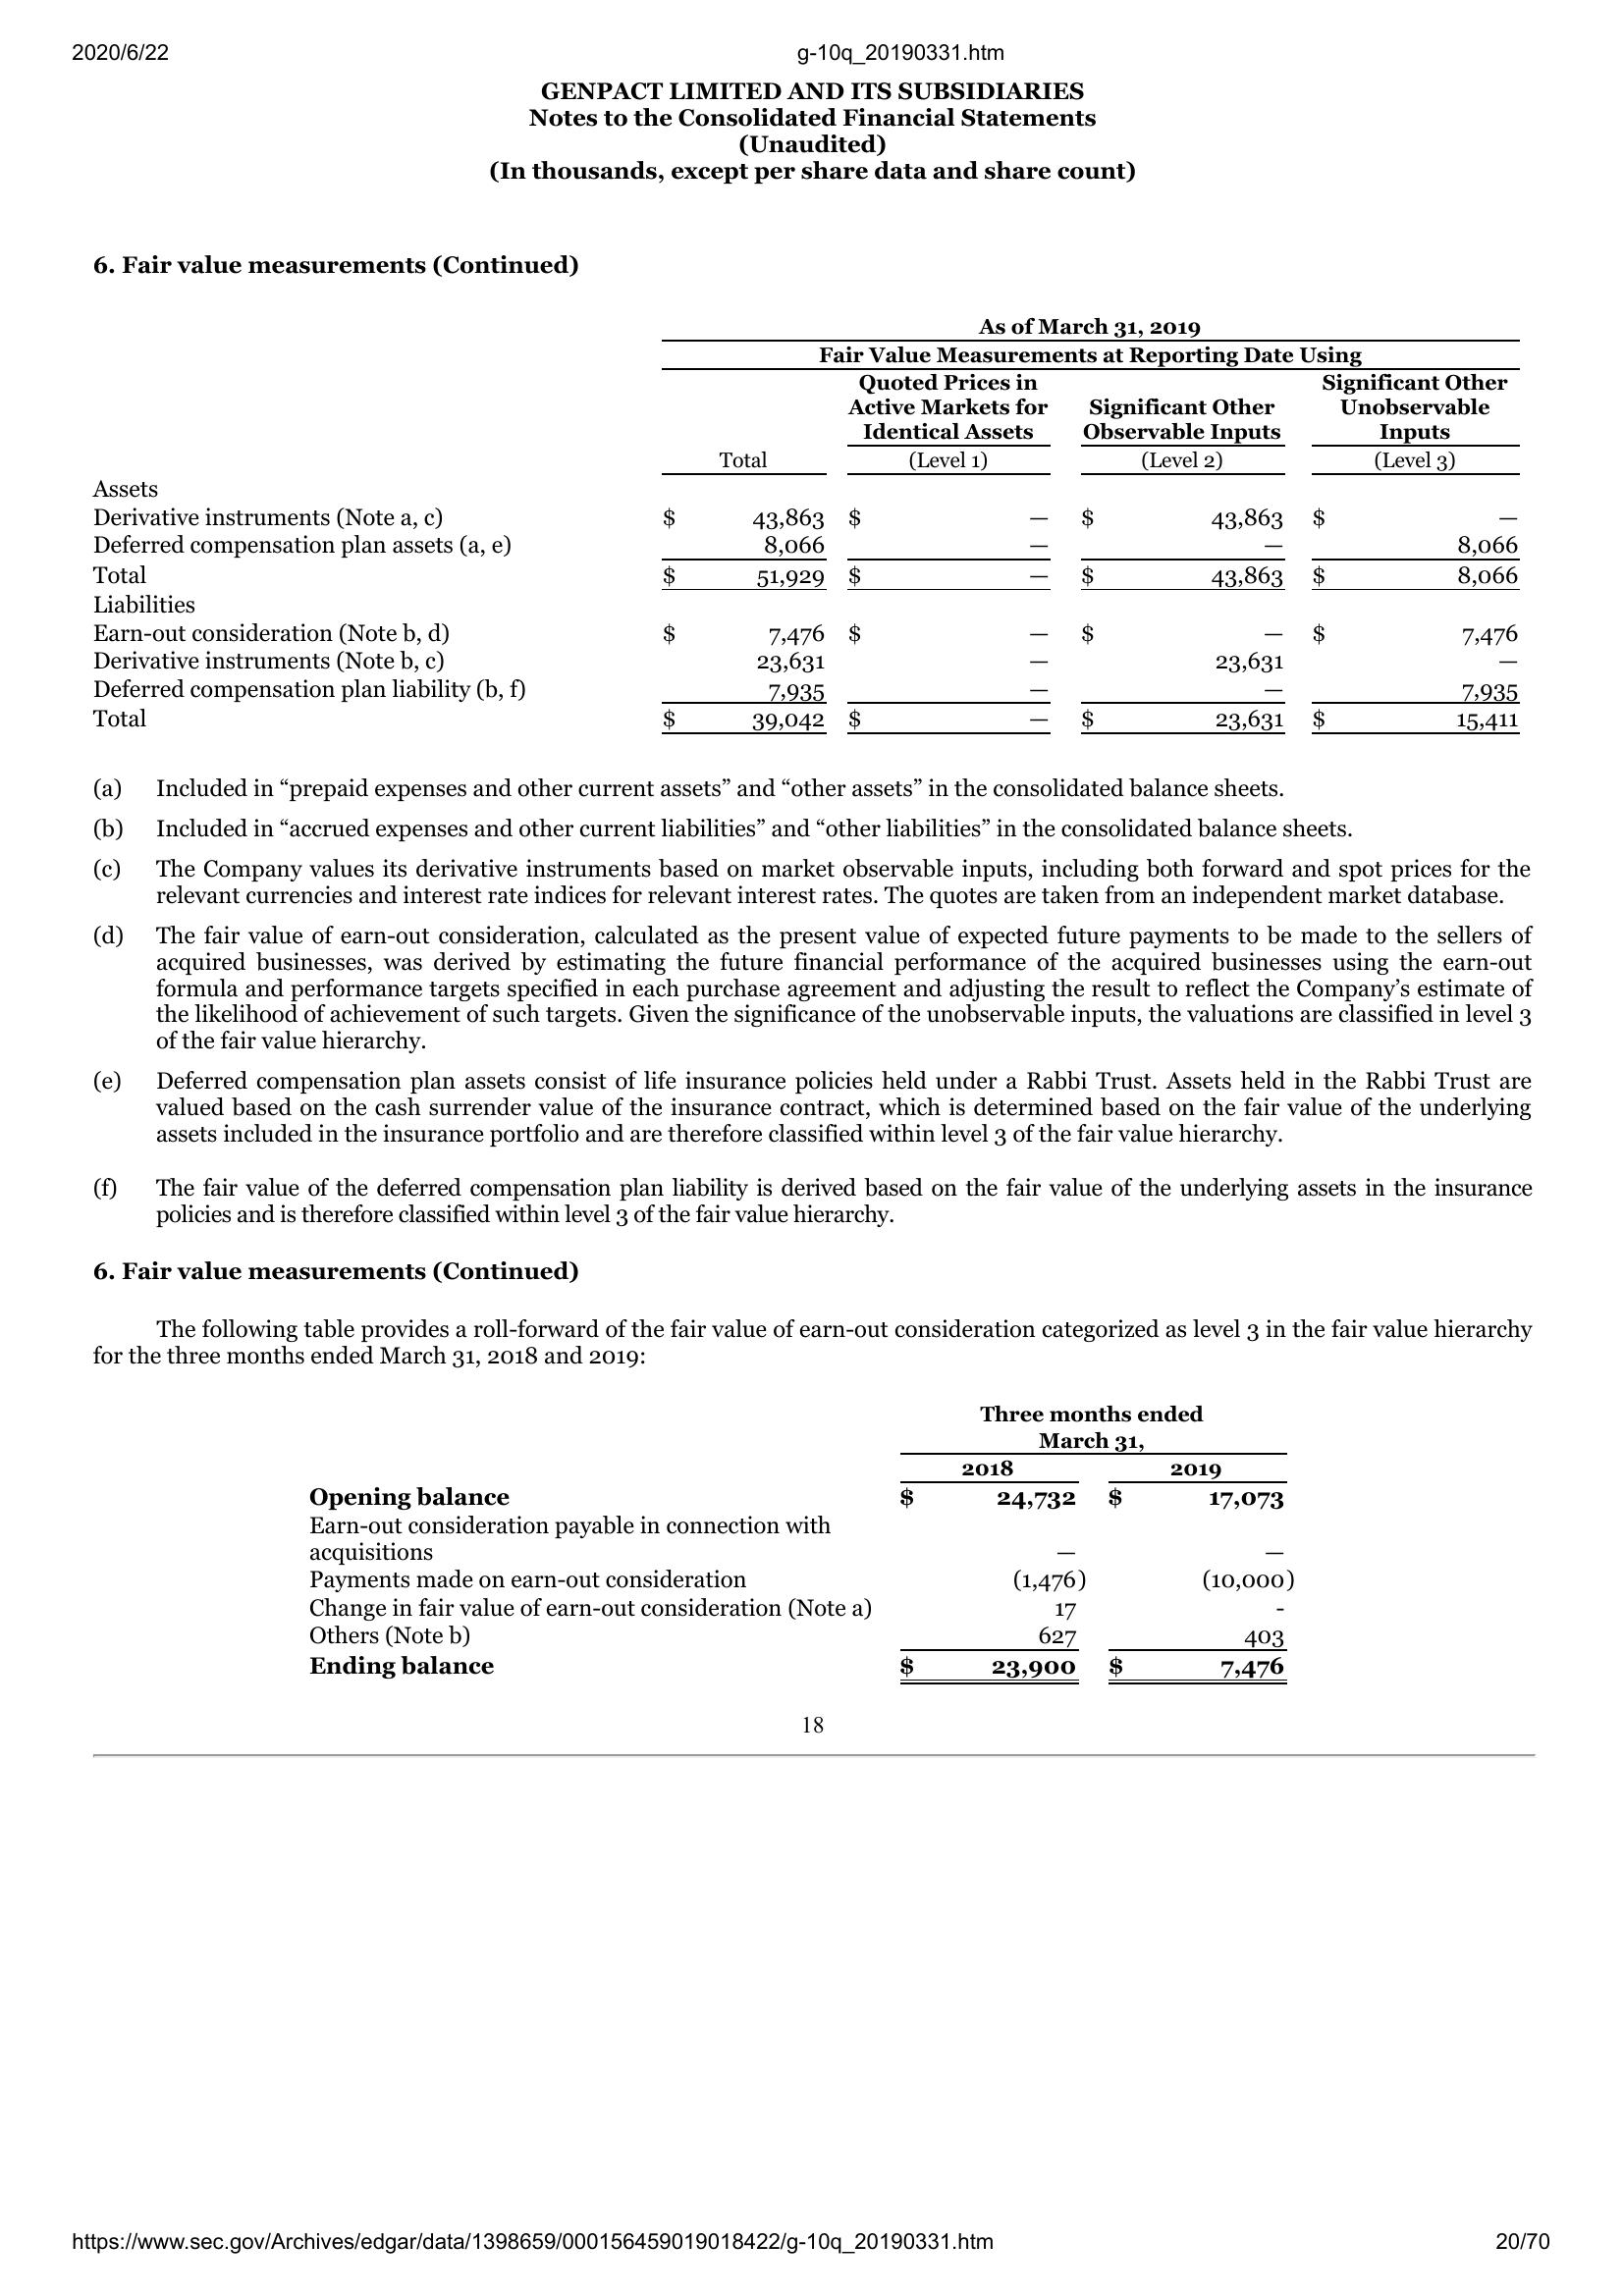 2020/6/22 g-10q_20190331.htm
GENPACT LIMITED AND ITS SUBSIDIARIES
Notes to the Consolidated Financial Statements
(Unaudited)
(In thousands, except per share data and share count)
6. Fair value measurements (Continued)
As of March 31, 2019
Fair Value Measurements at Reporting Date Using
Quoted Prices in Significant Other
Active Markets for Significant Other Unobservable
Identical Assets Observable Inputs Inputs
Total (Level 1) (Level 2) (Level 3)
Assets
Derivative instruments (Note a, c) $ 43,863 $ — $ 43,863 $ —
Deferred compensation plan assets (a, e) 8,066 — — 8,066
Total $ 51,929 $ — $ 43,863 $ 8,066
Liabilities
Earn-out consideration (Note b, d) $ 7,476 $ — $ — $ 7,476
Derivative instruments (Note b, c) 23,631 — 23,631 —
Deferred compensation plan liability (b, f) 7,935 — — 7,935
Total $ 39,042 $ — $ 23,631 $ 15,411
(a) Included in “prepaid expenses and other current assets” and “other assets” in the consolidated balance sheets.
(b) Included in “accrued expenses and other current liabilities” and “other liabilities” in the consolidated balance sheets.
(c) The Company values its derivative instruments based on market observable inputs, including both forward and spot prices for the
relevant currencies and interest rate indices for relevant interest rates. The quotes are taken from an independent market database.
(d) The fair value of earn-out consideration, calculated as the present value of expected future payments to be made to the sellers of
acquired businesses, was derived by estimating the future financial performance of the acquired businesses using the earn-out
formula and performance targets specified in each purchase agreement and adjusting the result to reflect the Company’s estimate of
the likelihood of achievement of such targets. Given the significance of the unobservable inputs, the valuations are classified in level 3
of the fair value hierarchy.
(e) Deferred compensation plan assets consist of life insurance policies held under a Rabbi Trust. Assets held in the Rabbi Trust are
valued based on the cash surrender value of the insurance contract, which is determined based on the fair value of the underlying
assets included in the insurance portfolio and are therefore classified within level 3 of the fair value hierarchy.
(f) The fair value of the deferred compensation plan liability is derived based on the fair value of the underlying assets in the insurance
policies and is therefore classified within level 3 of the fair value hierarchy.
6. Fair value measurements (Continued)
The following table provides a roll-forward of the fair value of earn-out consideration categorized as level 3 in the fair value hierarchy
for the three months ended March 31, 2018 and 2019:
Three months ended
March 31,
2018 2019
Opening balance $ 24,732 $ 17,073
Earn-out consideration payable in connection with
acquisitions — —
Payments made on earn-out consideration (1,476) (10,000)
Change in fair value of earn-out consideration (Note a) 17 -
Others (Note b) 627 403
Ending balance $ 23,900 $ 7,476
18
https://www.sec.gov/Archives/edgar/data/1398659/000156459019018422/g-10q_20190331.htm 20/70